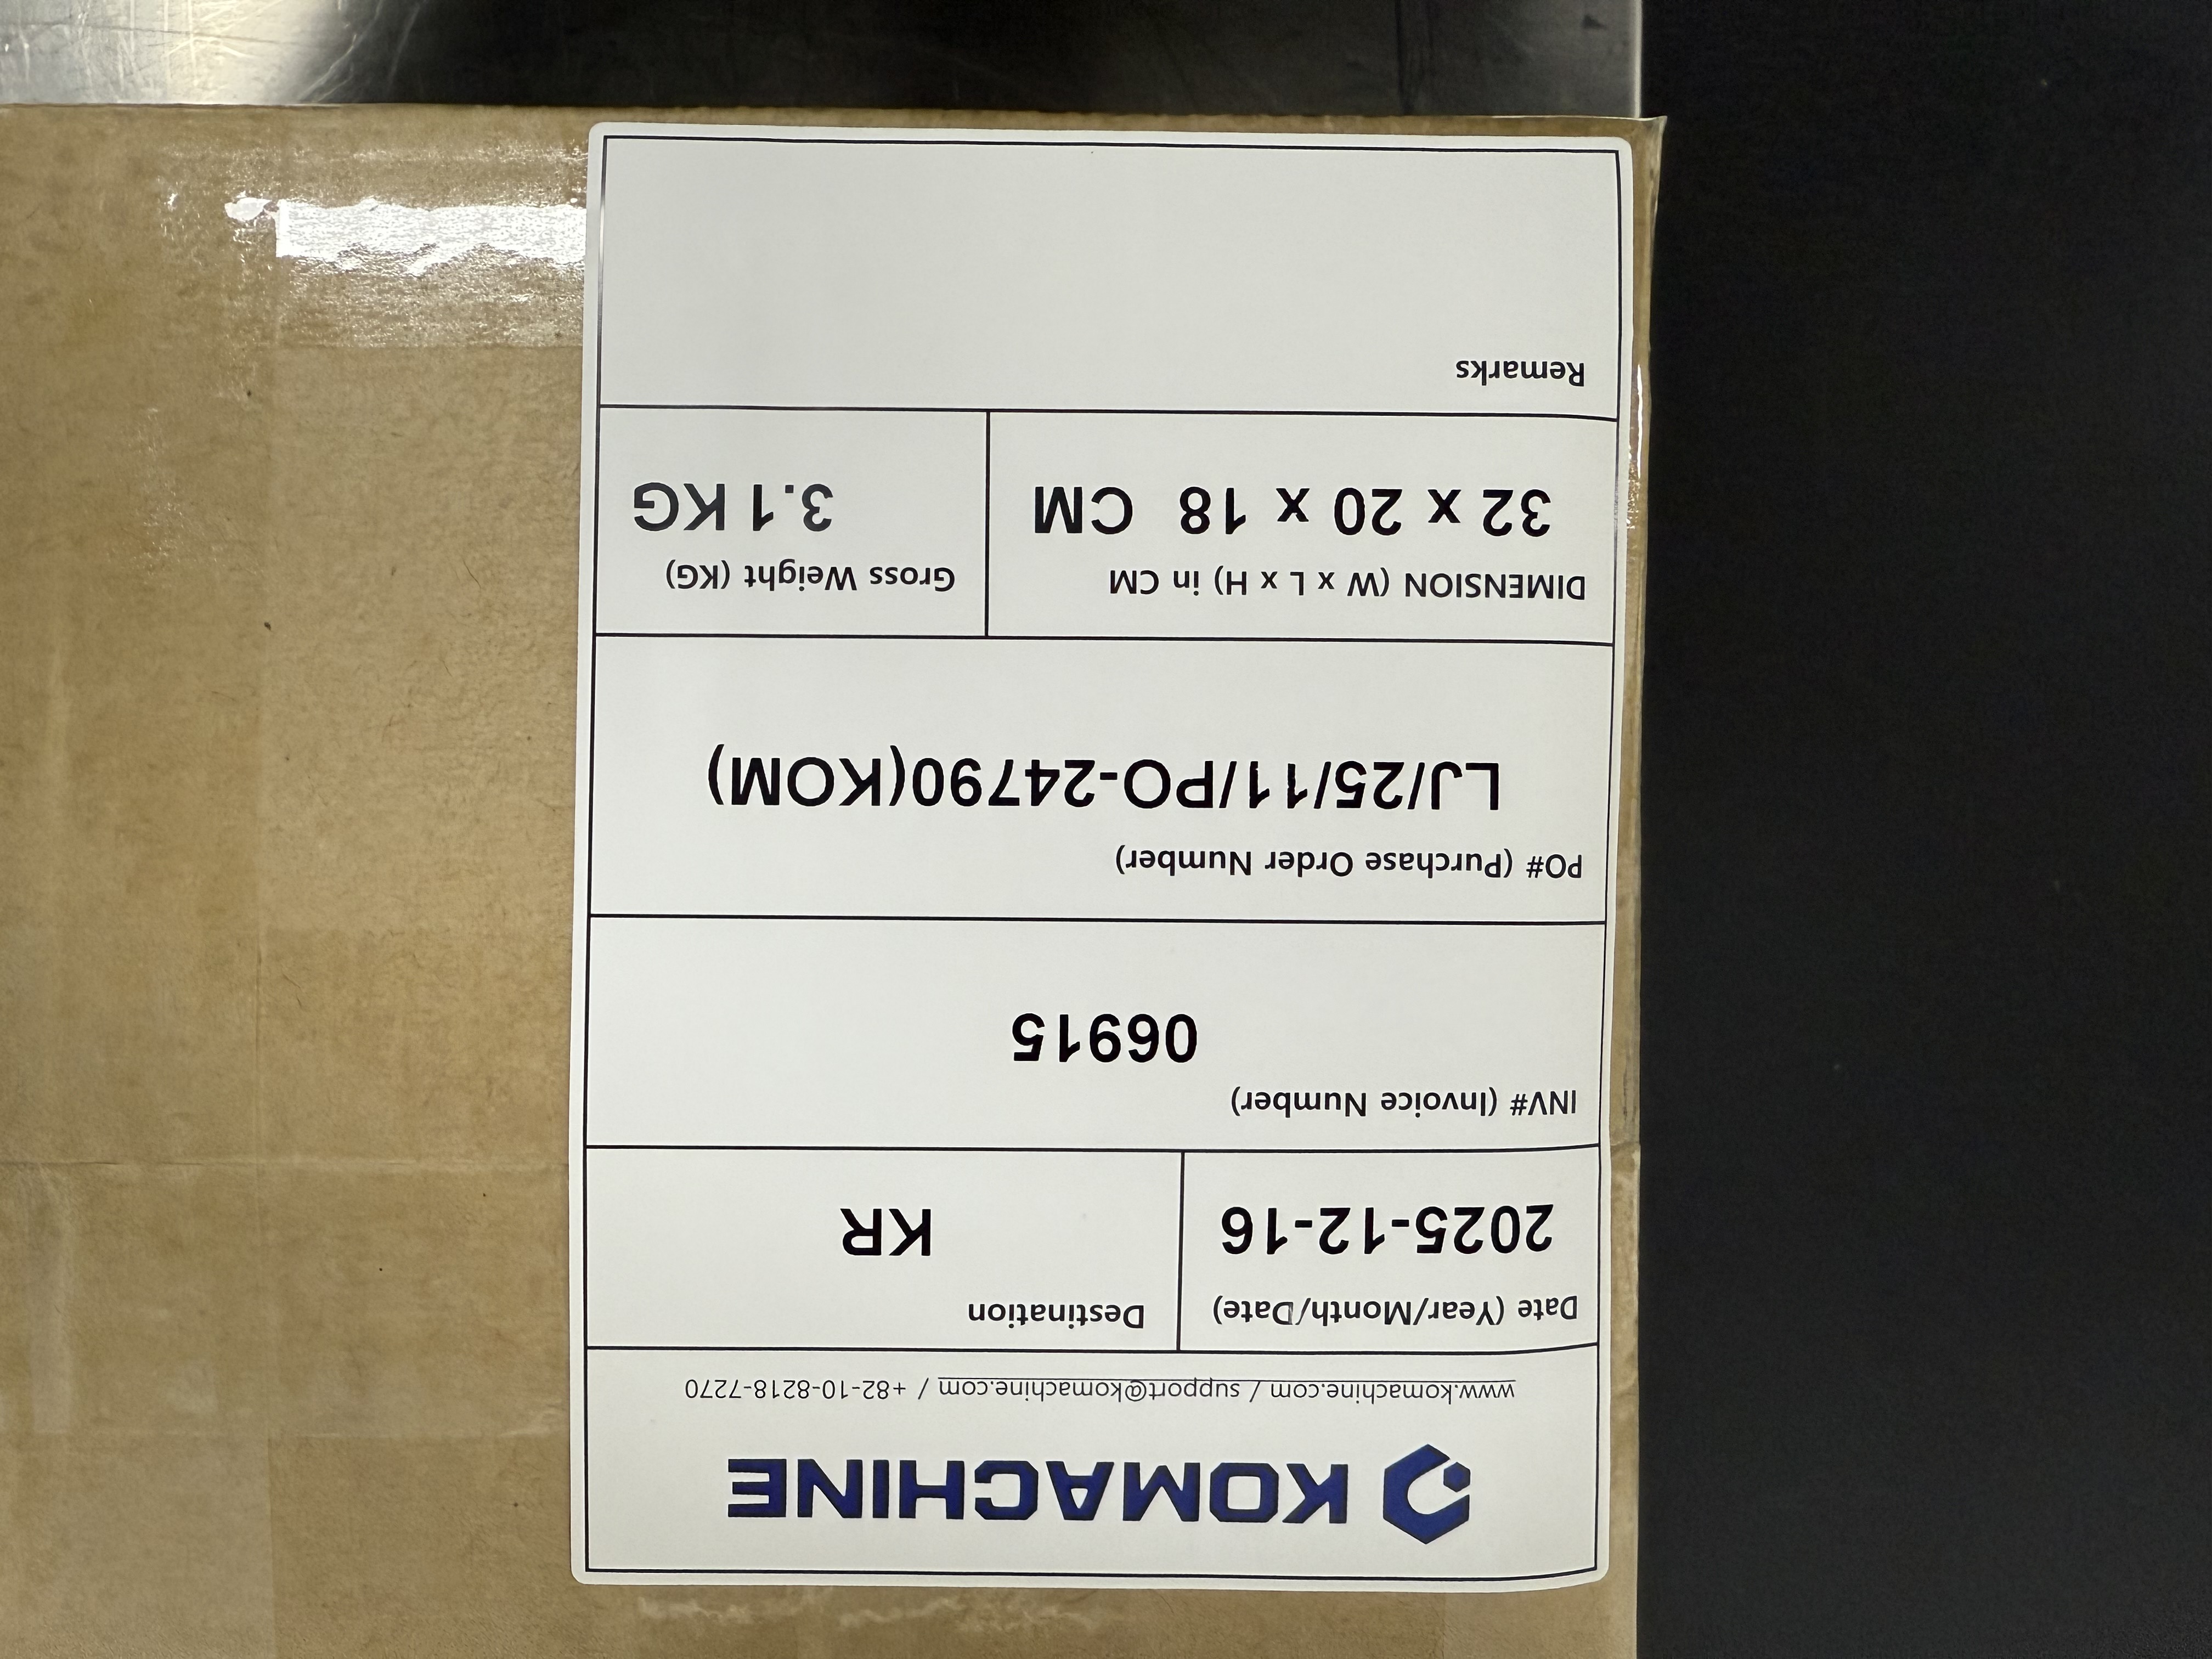 KOMACHINE
www.komachine.com / support@komachine.com / +82-10-8218-7270
Date (Year/Month/Date)
2025-12-16
Destination
KR
INV# (Invoice Number)
06915
PO# (Purchase Order Number)
LJ/25/11/PO-24790(KOM)
DIMENSION (W x L x H) in CM
32 x 20 x 18 CM
Gross Weight (KG)
3.1 KG
Remarks